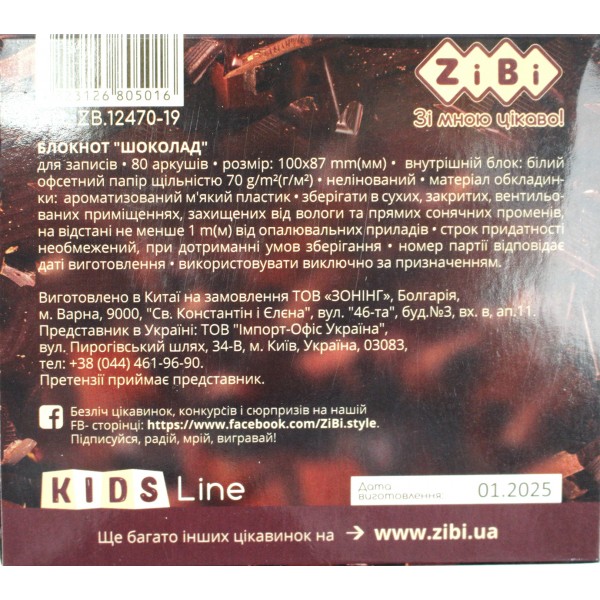 126 805016
ZB.12470-19
ZiBi
Зі мною цікаво!
БЛОКНОТ "ШОКОЛАД"
для записів • 80 аркушів • розмір: 100x87 mm(мм) • внутрішній блок: білий
офсетний папір щільністю 70 g/m²(г/м²) • нелінований • матеріал обкладин-
ки: ароматизований м'який пластик • зберігати в сухих, закритих, вентильо-
ваних приміщеннях, захищених від вологи та прямих сонячних променів,
на відстані не менше 1 m(м) від опалювальних приладів • строк придатності
необмежений, при дотриманні умов зберігання • номер партії відповідає
даті виготовлення • використовувати виключно за призначенням.
Виготовлено в Китаї на замовлення ТОВ «ЗОНІНГ», Болгарія,
м. Варна, 9000, "Св. Константін і Єлєна", вул. "46-та", буд.№3, вх. в, ап.11.
Представник в Україні: ТОВ "Імпорт-Офіс Україна",
вул. Пирогівський шлях, 34-В, м. Київ, Україна, 03083,
тел: +38 (044) 461-96-90.
Претензії приймає представник.
Безліч цікавинок, конкурсів і сюрпризів на нашій
FB- сторінці: https://www.facebook.com/ZiBi.style.
Підписуйся, радій, мрій, вигравай!
KIDS Line
Дата
виготовлення
01.2025
Ще багато інших цікавинок на → www.zibi.ua